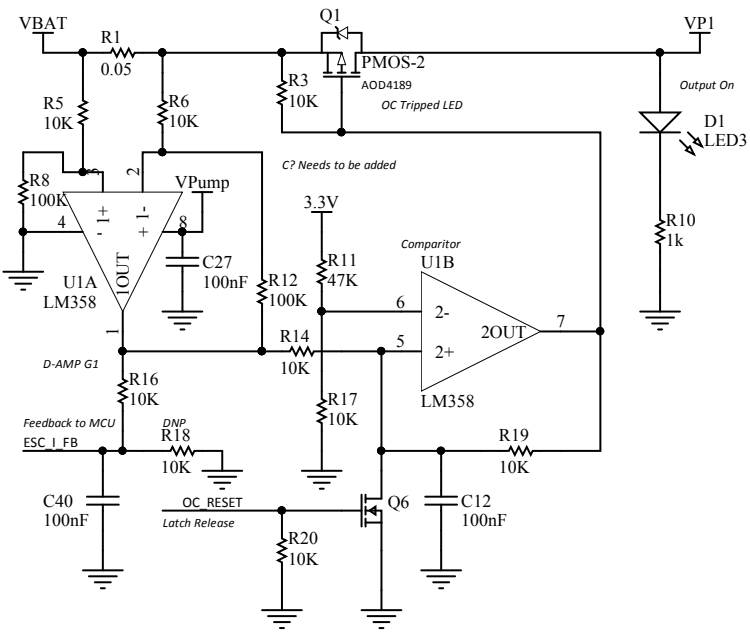 VBAT
R1
0.05
Q1
PMOS-2
AOD4189
VP1
R5
10K
R6
10K
R3
10K
OC Tripped LED
Output On
D1
LED3
C? Needs to be added
R8
100K
3
2
1+
1-
4
-
+
8
VPump
1OUT
U1A
LM358
C27
100nF
3.3V
R11
47K
Comparitor
U1B
R10
1k
R12
100K
6
2-
7
2OUT
5
2+
LM358
1
D-AMP G1
R14
10K
R16
10K
R17
10K
Feedback to MCU
DNP
ESC_I_FB
R18
10K
R19
10K
C40
100nF
OC_RESET
Latch Release
Q6
C12
100nF
R20
10K